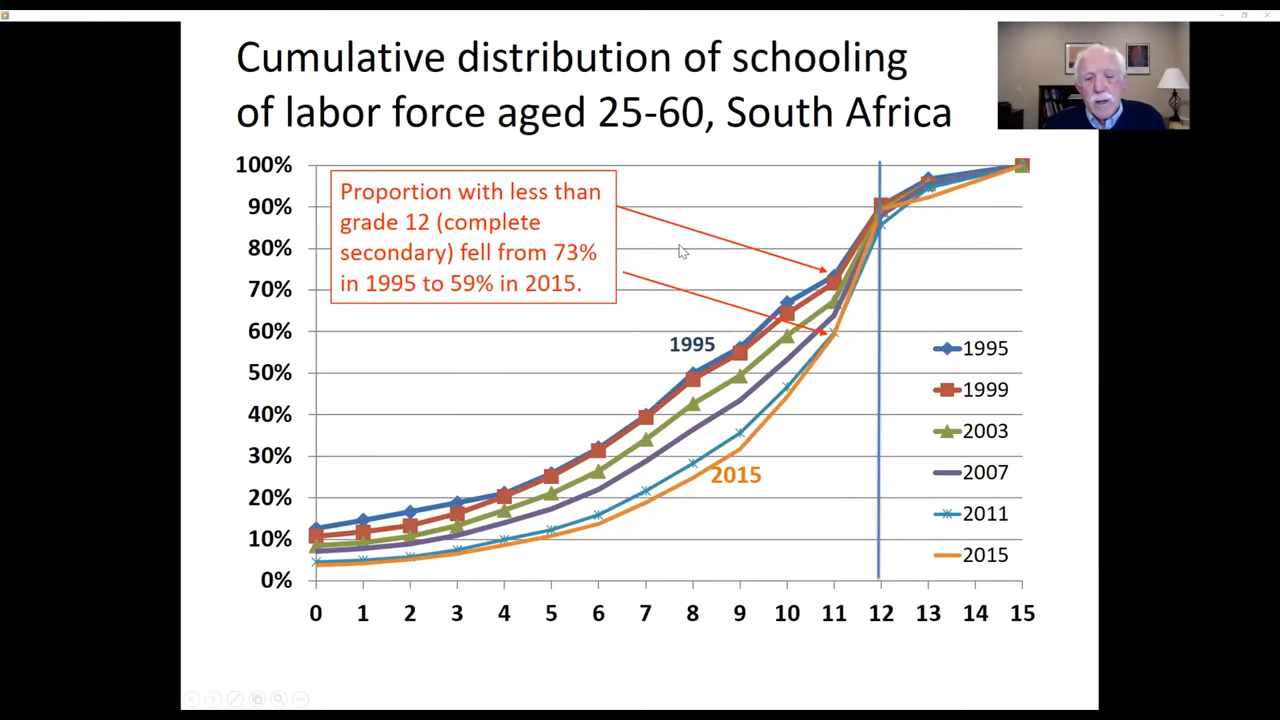 Cumulative distribution of schooling
of labor force aged 25-60, South Africa
100%
90%
80%
70%
60%
50%
40%
30%
20%
10%
0%
Proportion with less than
grade 12 (complete
secondary) fell from 73%
in 1995 to 59% in 2015.
1995
2015
1995
1999
2003
2007
2011
2015
0 1 2 3 4 5 6 7 8 9 10 11 12 13 14 15